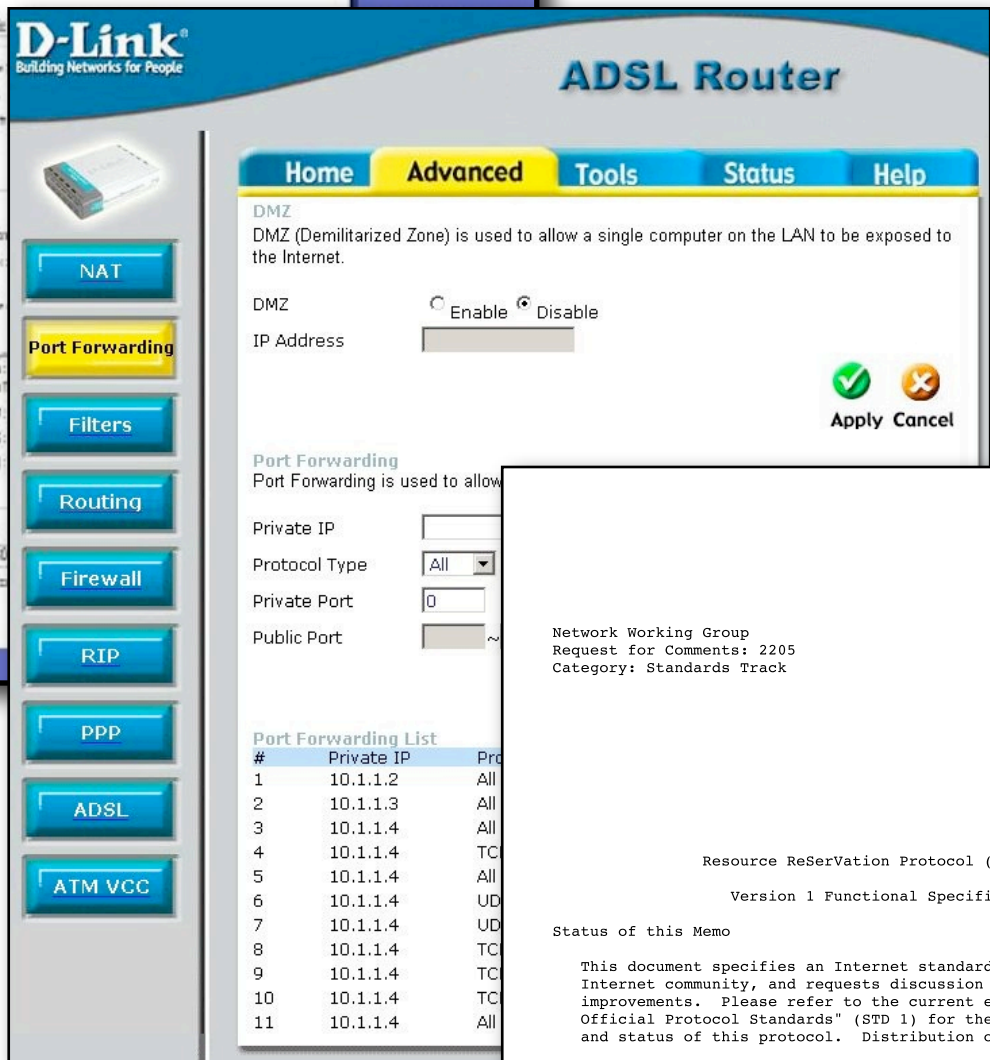 D-Link®
Building Networks for People
ADSL Router
Home Advanced Tools Status Help
NAT
Port Forwarding
Filters
Routing
Firewall
RIP
PPP
ADSL
ATM VCC
DMZ
DMZ (Demilitarized Zone) is used to allow a single computer on the LAN to be exposed to
the Internet.
DMZ Enable Disable
IP Address
Apply Cancel
Port Forwarding
Port Forwarding is used to allow
Private IP
Protocol Type All
Private Port 0
Public Port ~
Port Forwarding List
# Private IP Pro
1 10.1.1.2 All
2 10.1.1.3 All
3 10.1.1.4 All
4 10.1.1.4 TC
5 10.1.1.4 All
6 10.1.1.4 UD
7 10.1.1.4 UD
8 10.1.1.4 TC
9 10.1.1.4 TC
10 10.1.1.4 TC
11 10.1.1.4 All
Network Working Group
Request for Comments: 2205
Category: Standards Track
Resource ReSerVation Protocol (
Version 1 Functional Specifi
Status of this Memo
This document specifies an Internet standard
Internet community, and requests discussion
improvements. Please refer to the current e
Official Protocol Standards" (STD 1) for the
and status of this protocol. Distribution o